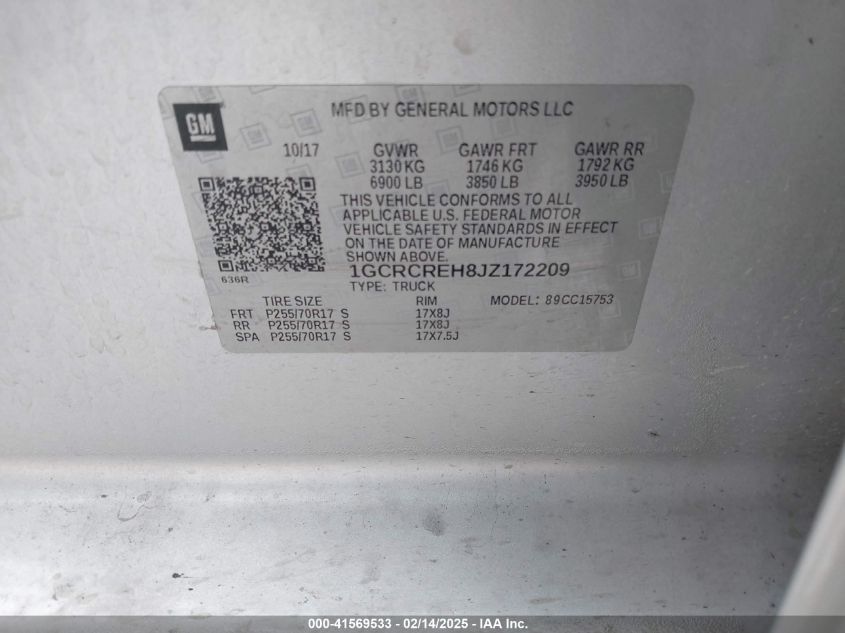 GM
MFD BY GENERAL MOTORS LLC
10/17 GVWR GAWR FRT GAWR RR
3130 KG 1746 KG 1792 KG
6900 LB 3850 LB 3950 LB
THIS VEHICLE CONFORMS TO ALL
APPLICABLE U.S. FEDERAL MOTOR
VEHICLE SAFETY STANDARDS IN EFFECT
ON THE DATE OF MANUFACTURE
SHOWN ABOVE.
636R
1GCRCREH8JZ172209
TYPE: TRUCK
TIRE SIZE RIM MODEL: 89CC15753
FRT P255/70R17 S 17X8J
RR P255/70R17 S 17X8J
SPA P255/70R17 S 17X7.5J
000-41569533 - 02/14/2025 - IAA Inc.